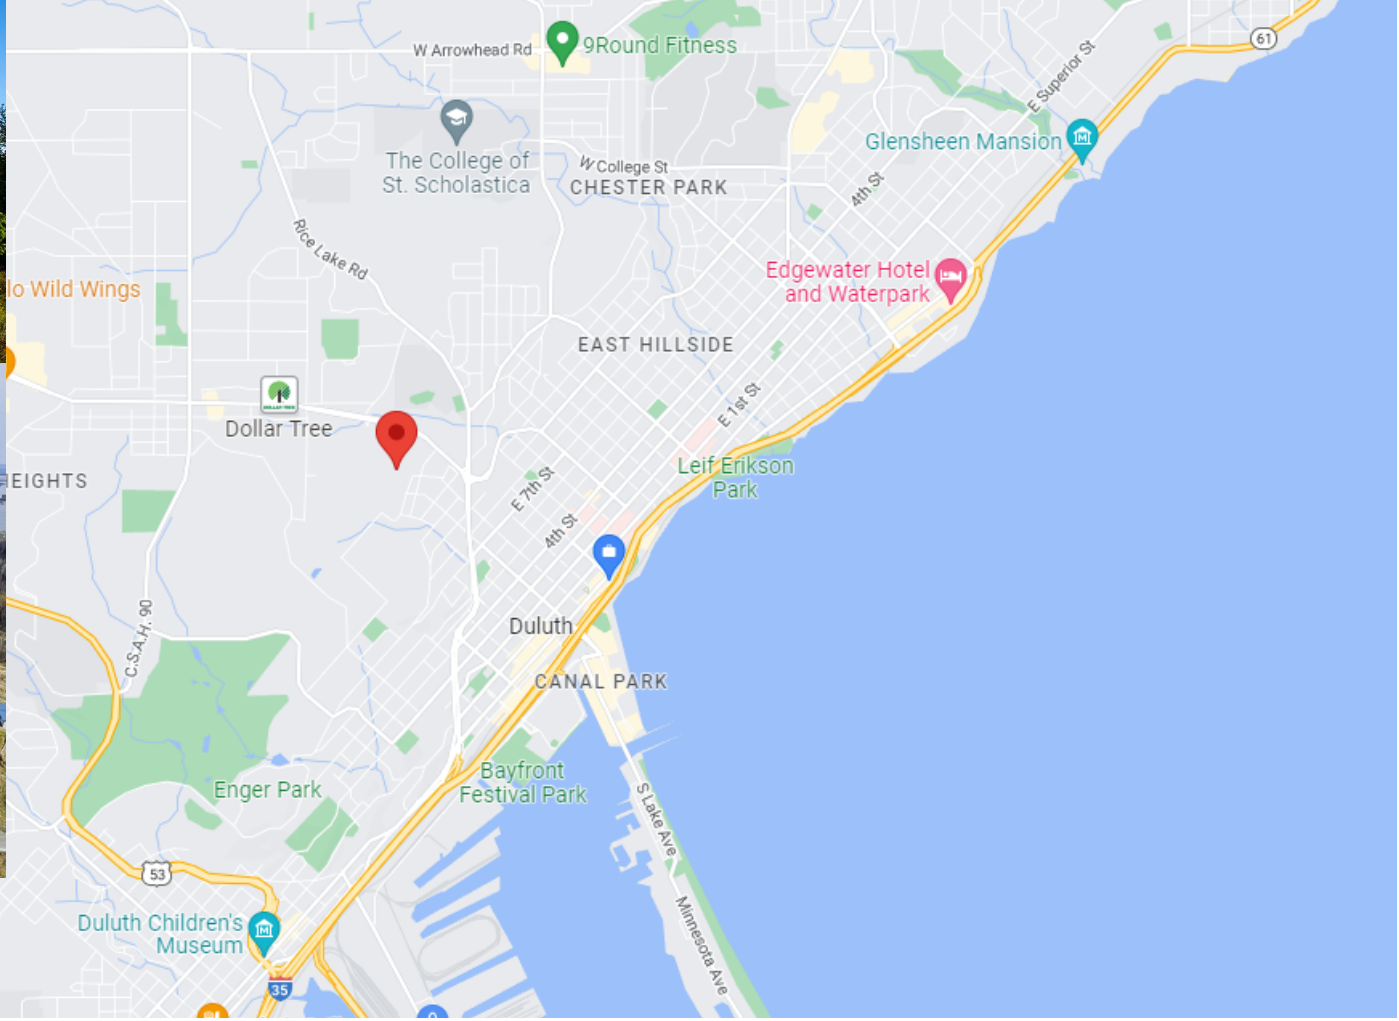 61
W Arrowhead Rd
9Round Fitness
E Superior St
Glensheen Mansion
The College of
St. Scholastica
W College St
CHESTER PARK
4th St
Rice Lake Rd
Edgewater Hotel
and Waterpark
lo Wild Wings
EAST HILLSIDE
DOLLAR TREE
Dollar Tree
E 1st St
Leif Erikson
Park
EIGHTS
E 7th St
4th St
C.S.A.H. 90
Duluth
CANAL PARK
Bayfront
Festival Park
Enger Park
S Lake Ave
53
Minnesota Ave
Duluth Children's
Museum
35